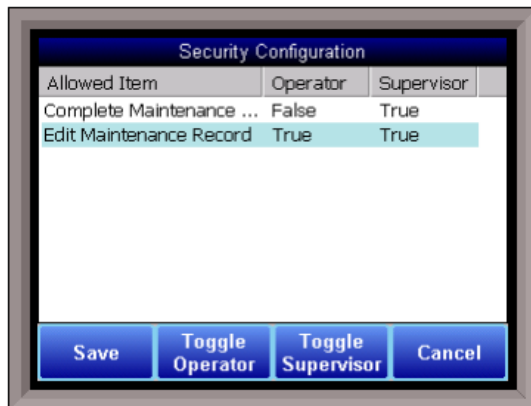 Security Configuration
Allowed Item Operator Supervisor
Complete Maintenance ... False True
Edit Maintenance Record True True
Save Toggle Operator Toggle Supervisor Cancel